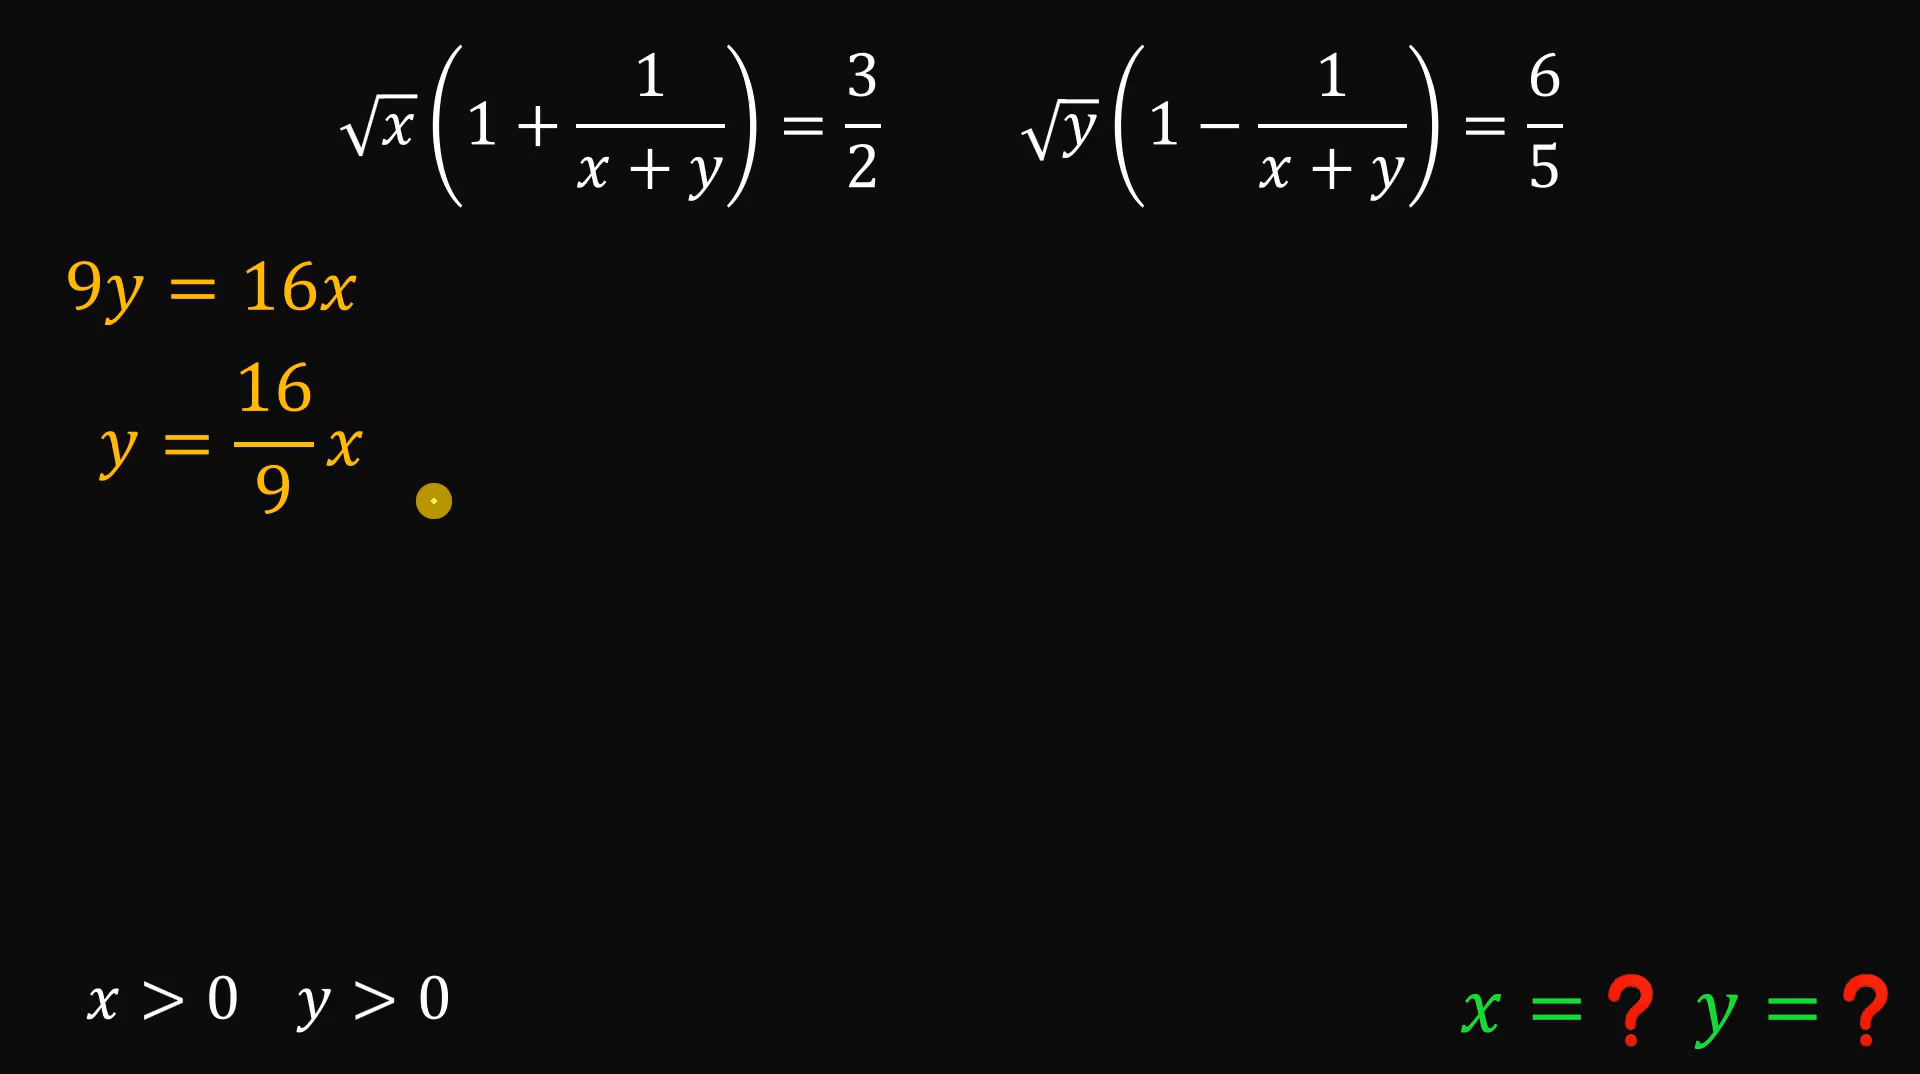 √x(1 + 1/(x + y)) = 3/2    √y(1 − 1/(x + y)) = 6/5
9y = 16x
y = 16/9 x
x > 0    y > 0    x = ❓ y = ❓